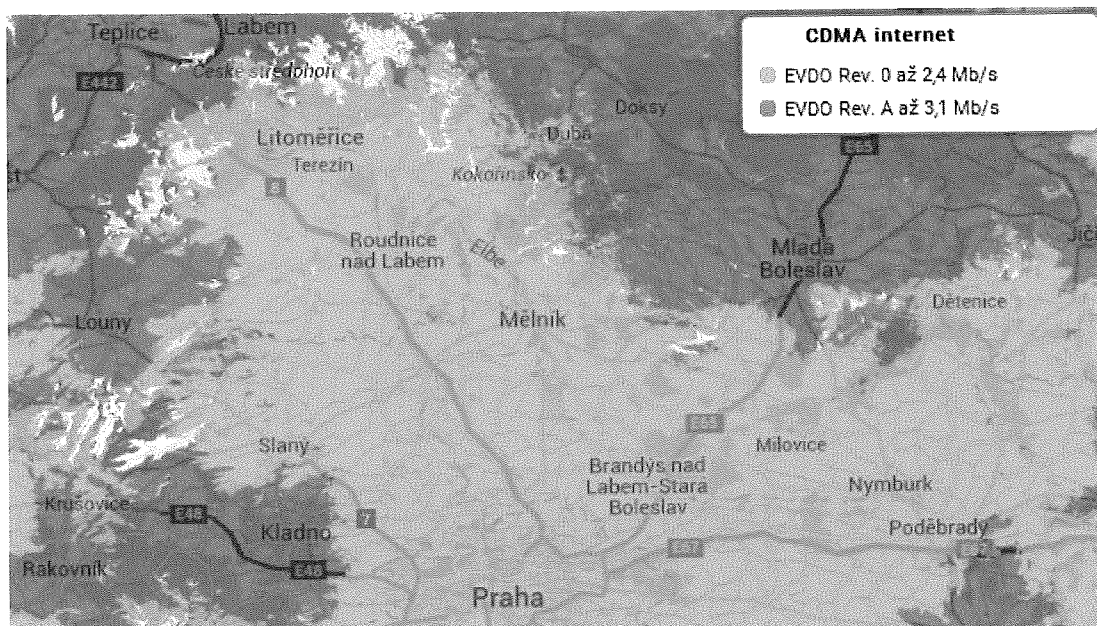 CDMA internet
EVDO Rev. 0 až 2,4 Mb/s
EVDO Rev. A až 3,1 Mb/s
Teplice
Labem
E442
České středohoří
Doksy
Litoměřice
Dubá
E65
Terezín
Kokořínsko
8
Roudnice
nad Labem
Elbe
Mladá
Boleslav
Jičí
Dětenice
Louny
Mělník
E65
Slaný
Milovice
Brandýs nad
Labem-Stará
Boleslav
Nymburk
Krušovice
E48
7
Kladno
Poděbrady
E67
Rakovník
E48
Praha